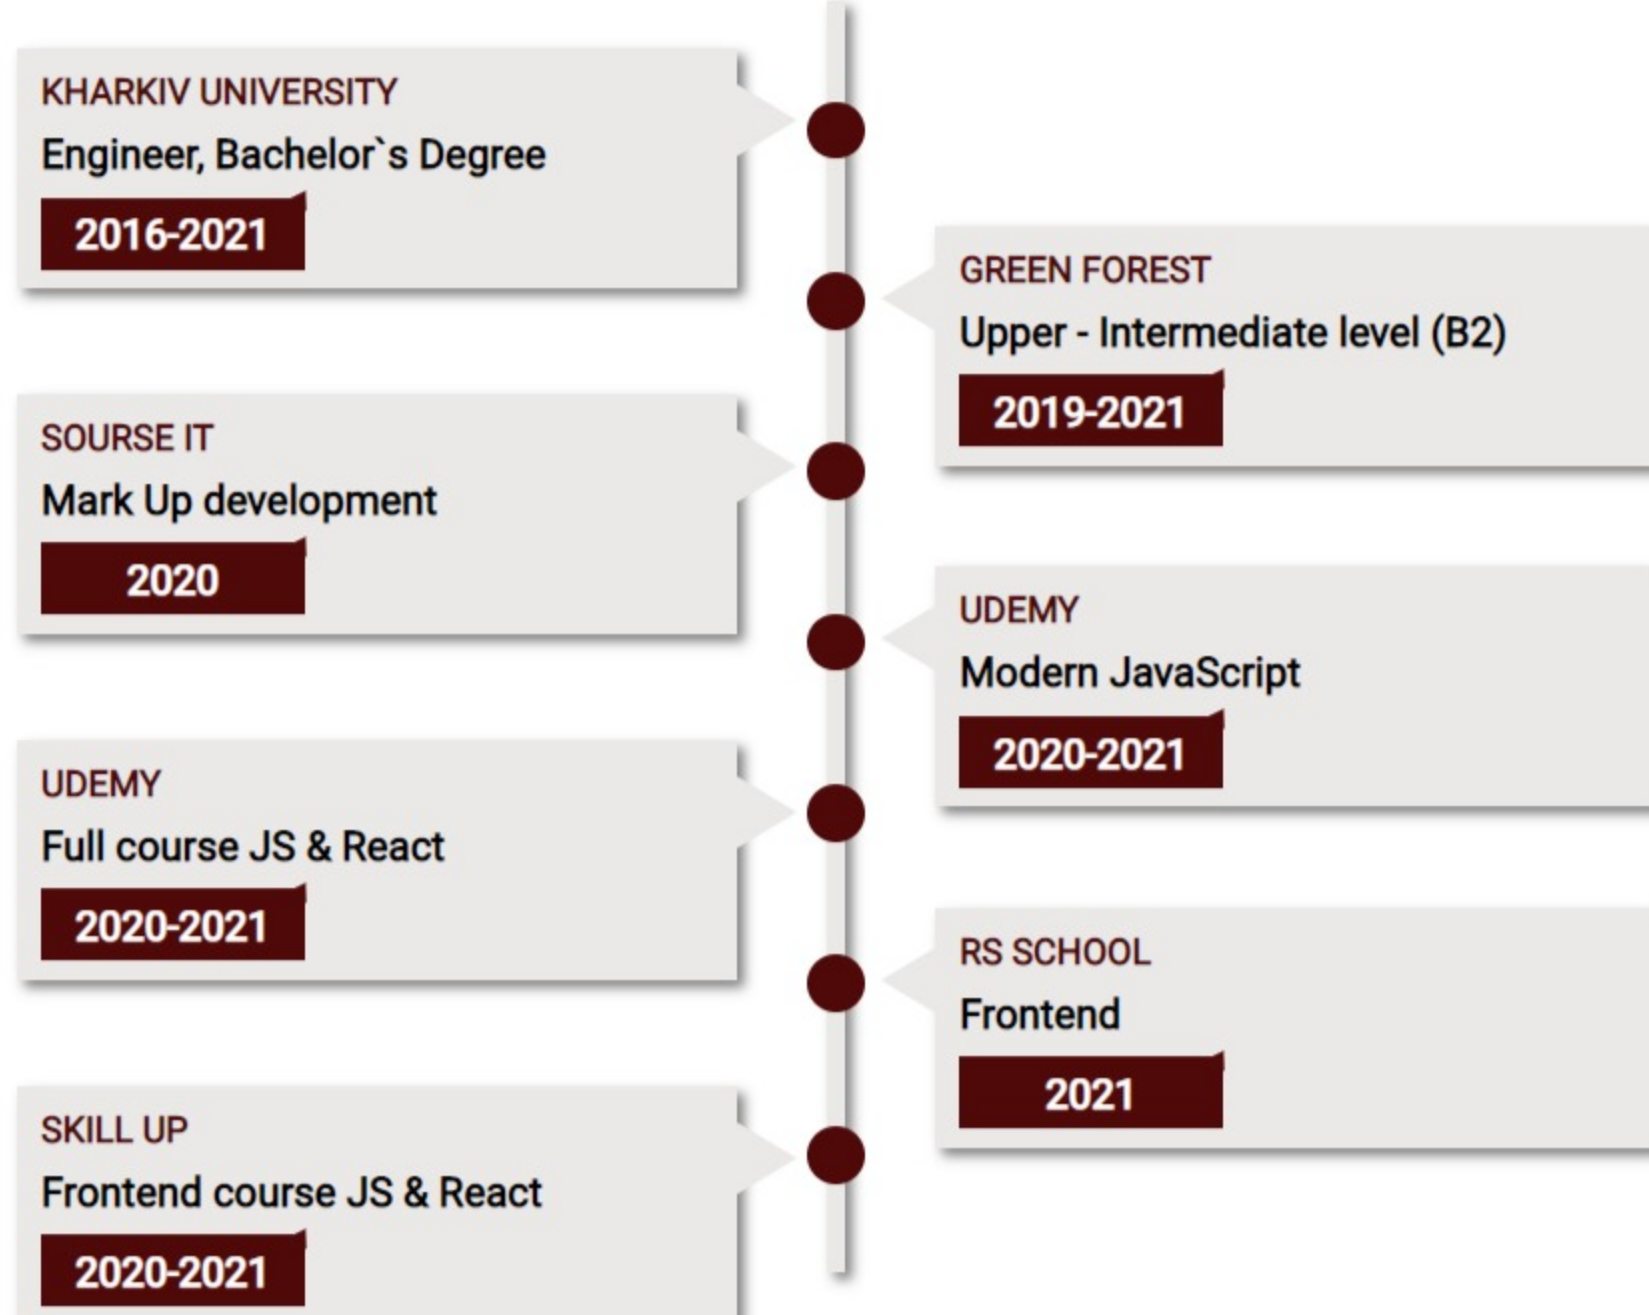 KHARKIV UNIVERSITY
Engineer, Bachelor`s Degree
2016-2021
GREEN FOREST
Upper - Intermediate level (B2)
2019-2021
SOURSE IT
Mark Up development
2020
UDEMY
Modern JavaScript
2020-2021
UDEMY
Full course JS & React
2020-2021
RS SCHOOL
Frontend
2021
SKILL UP
Frontend course JS & React
2020-2021